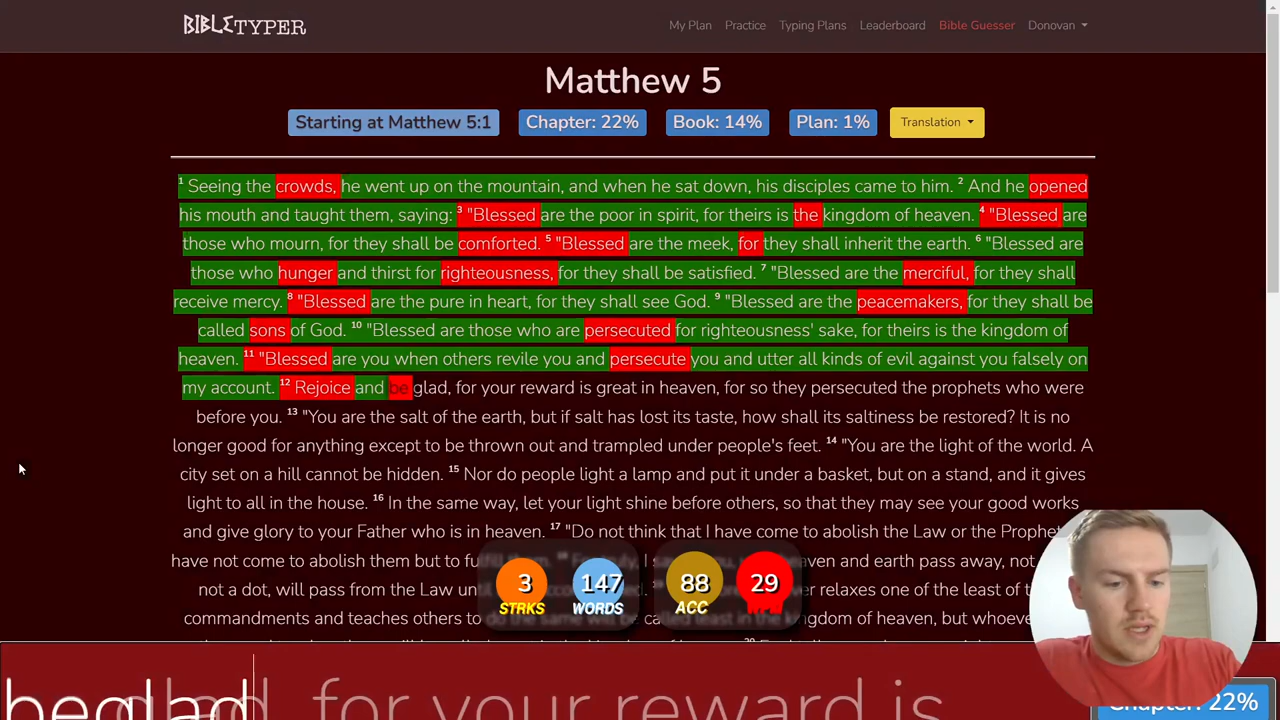 BIBLETYPER
My Plan Practice Typing Plans Leaderboard Bible Guesser Donovan
Matthew 5
Starting at Matthew 5:1 Chapter: 22% Book: 14% Plan: 1% Translation
1 Seeing the crowds, he went up on the mountain, and when he sat down, his disciples came to him. 2 And he opened
his mouth and taught them, saying: 3 "Blessed are the poor in spirit, for theirs is the kingdom of heaven. 4 "Blessed are
those who mourn, for they shall be comforted. 5 "Blessed are the meek, for they shall inherit the earth. 6 "Blessed are
those who hunger and thirst for righteousness, for they shall be satisfied. 7 "Blessed are the merciful, for they shall
receive mercy. 8 "Blessed are the pure in heart, for they shall see God. 9 "Blessed are the peacemakers, for they shall be
called sons of God. 10 "Blessed are those who are persecuted for righteousness' sake, for theirs is the kingdom of
heaven. 11 "Blessed are you when others revile you and persecute you and utter all kinds of evil against you falsely on
my account. 12 Rejoice and be glad, for your reward is great in heaven, for so they persecuted the prophets who were
before you. 13 "You are the salt of the earth, but if salt has lost its taste, how shall its saltiness be restored? It is no
longer good for anything except to be thrown out and trampled under people's feet. 14 "You are the light of the world. A
city set on a hill cannot be hidden. 15 Nor do people light a lamp and put it under a basket, but on a stand, and it gives
light to all in the house. 16 In the same way, let your light shine before others, so that they may see your good works
and give glory to your Father who is in heaven. 17 "Do not think that I have come to abolish the Law or the Prophet
have not come to abolish them but to heaven and earth pass away, not
not a dot, will pass from the Law relaxes one of the least of
commandments and teaches others to kingdom of heaven, but
3 STRKS 147 WORDS 88 ACC 29
beglad glad, for your reward is
Chapter: 22%